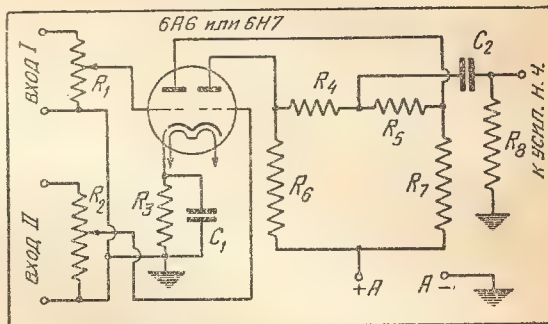 6А6 или 6Н7
ВХОД I
R1
R2
ВХОД II
R3
C1
R4
R5
R6
R7
C2
R8
К УСИЛ. Н. Ч.
+А
А –